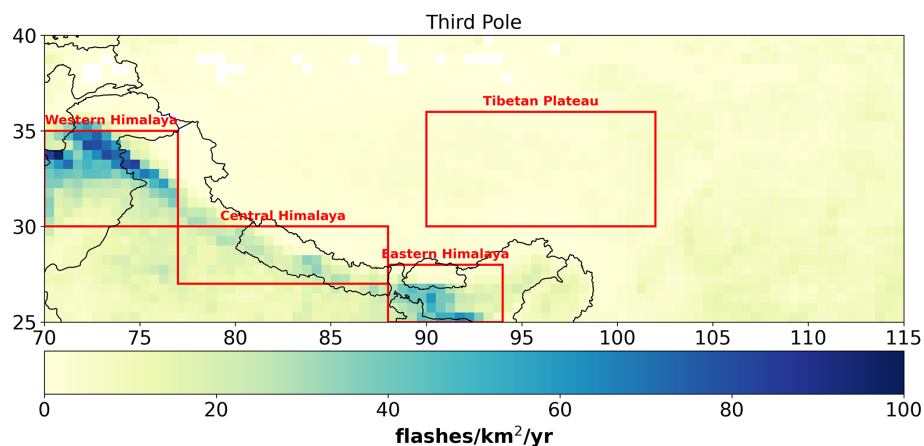 Third Pole
40
35
30
25
Western Himalaya
Tibetan Plateau
Central Himalaya
Eastern Himalaya
70 75 80 85 90 95 100 105 110 115
0 20 40 60 80 100
flashes/km²/yr